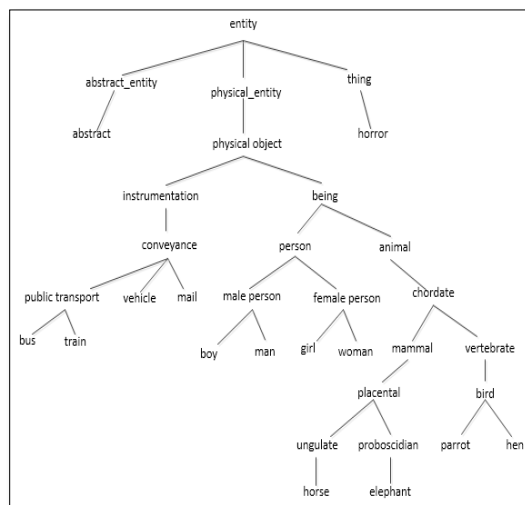 entity
abstract_entity physical_entity thing
abstract horror
physical object
instrumentation being
conveyance person animal
public transport vehicle mail male person female person chordate
bus train boy man girl woman mammal vertebrate
placental bird
ungulate proboscidian parrot hen
horse elephant